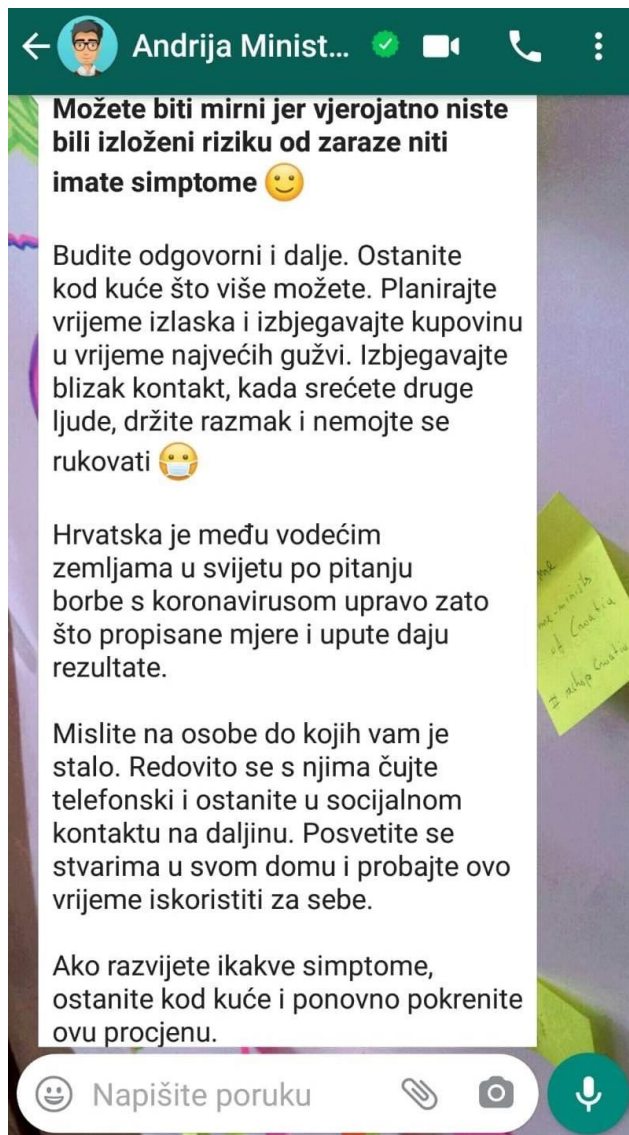 Andrija Minist...
Možete biti mirni jer vjerojatno niste
bili izloženi riziku od zaraze niti
imate simptome 🙂
Budite odgovorni i dalje. Ostanite
kod kuće što više možete. Planirajte
vrijeme izlaska i izbjegavajte kupovinu
u vrijeme najvećih gužvi. Izbjegavajte
blizak kontakt, kada srećete druge
ljude, držite razmak i nemojte se
rukovati 😷
Hrvatska je među vodećim
zemljama u svijetu po pitanju
borbe s koronavirusom upravo zato
što propisane mjere i upute daju
rezultate.
Mislite na osobe do kojih vam je
stalo. Redovito se s njima čujte
telefonski i ostanite u socijalnom
kontaktu na daljinu. Posvetite se
stvarima u svom domu i probajte ovo
vrijeme iskoristiti za sebe.
Ako razvijete ikakve simptome,
ostanite kod kuće i ponovno pokrenite
ovu procjenu.
Napišite poruku
of Croatia